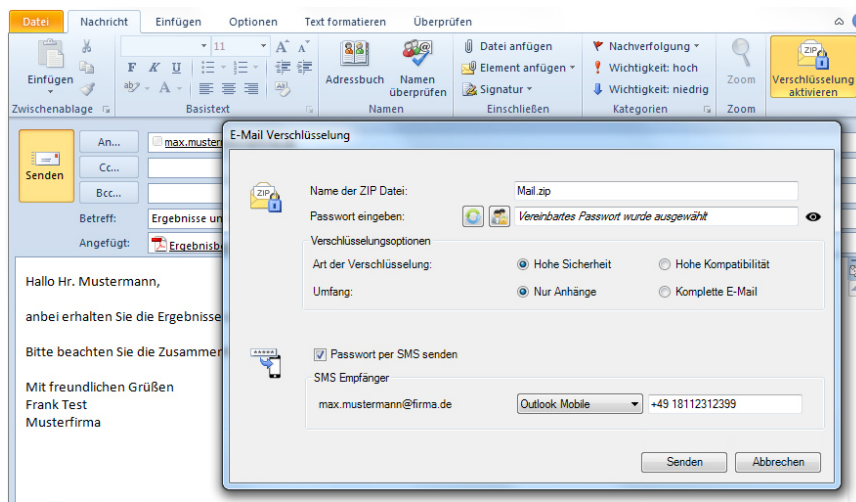 Datei Nachricht Einfügen Optionen Text formatieren Überprüfen
Einfügen
11
F K U
Adressbuch
Namen überprüfen
Datei anfügen
Element anfügen
Signatur
Nachverfolgung
Wichtigkeit: hoch
Wichtigkeit: niedrig
Zoom
Verschlüsselung aktivieren
Zwischenablage Basistext Namen Einschließen Kategorien Zoom
Senden
An...
Cc...
Bcc...
Betreff: Ergebnisse
Angefügt:
E-Mail Verschlüsselung
ZIP
Name der ZIP Datei: Mail.zip
Passwort eingeben: Vereinbartes Passwort wurde ausgewählt
Verschlüsselungsoptionen
Art der Verschlüsselung: Hohe Sicherheit Hohe Kompatibilität
Umfang: Nur Anhänge Komplette E-Mail
Passwort per SMS senden
SMS Empfänger
max.mustermann@firma.de Outlook Mobile +49 18112312399
Senden Abbrechen
Hallo Hr. Mustermann,
anbei erhalten Sie die Ergebnisse
Bitte beachten Sie die
Mit freundlichen Grüßen
Frank Test
Musterfirma